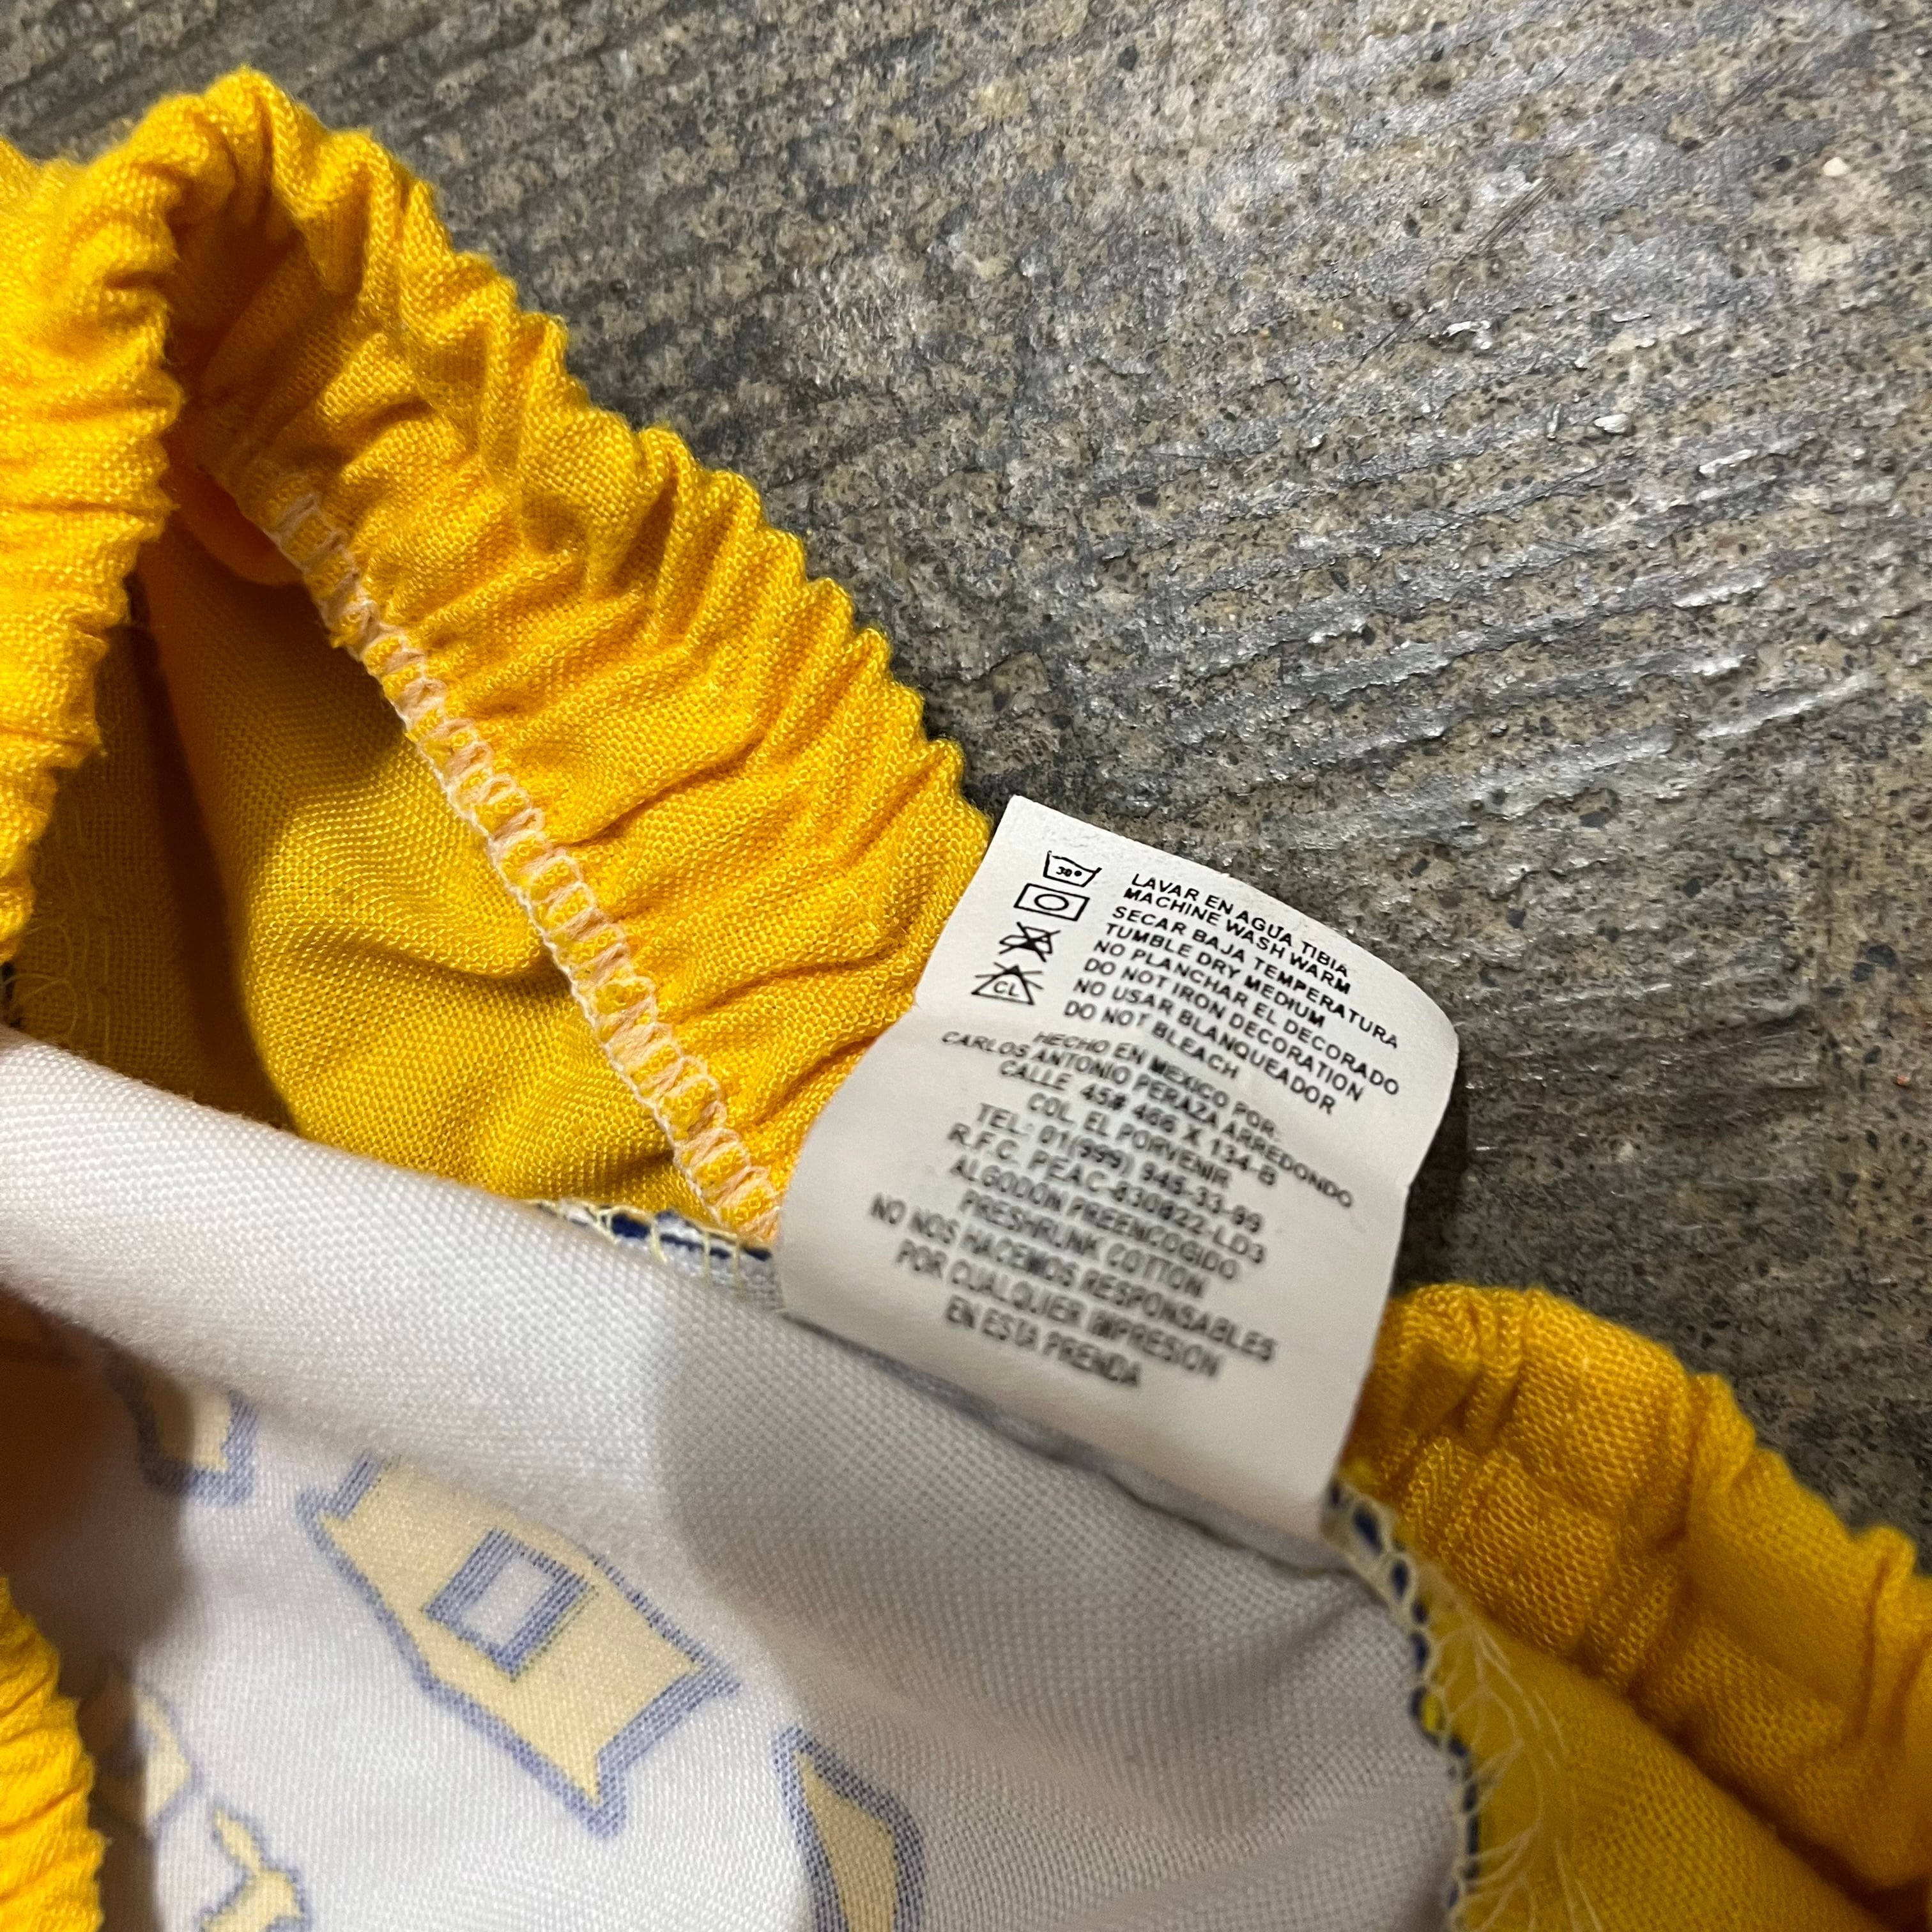 30°
LAVAR EN AGUA TIBIA
MACHINE WASH WARM
SECAR BAJA TEMPERATURA
TUMBLE DRY MEDIUM
NO PLANCHAR EL DECORADO
DO NOT IRON DECORATION
NO USAR BLANQUEADOR
DO NOT BLEACH
CL
HECHO EN MEXICO POR:
CARLOS ANTONIO PERAZA ARREDONDO
CALLE 45# 466 X 134-B
COL. EL PORVENIR
TEL: 01(999) 945-33-99
R.F.C. PEAC-830822-LD3
ALGODÓN PREENCOGIDO
PRESHRUNK COTTON
NO NOS HACEMOS RESPONSABLES
POR CUALQUIER IMPRESION
EN ESTA PRENDA